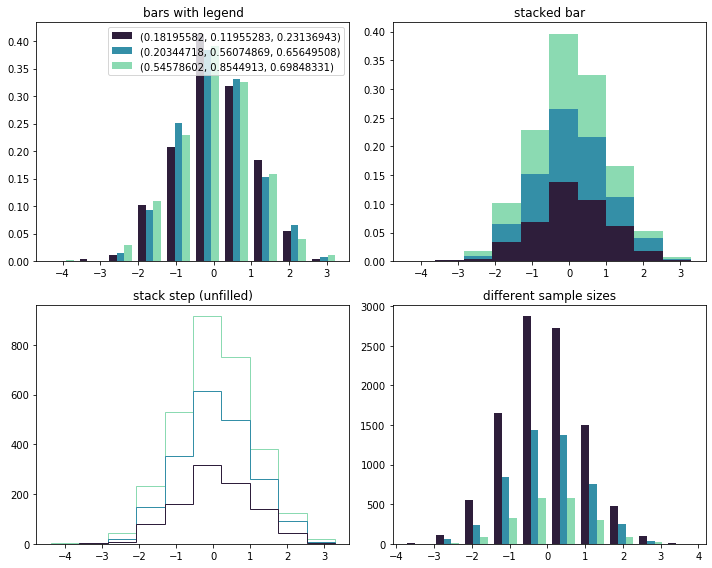 bars with legend
(0.18195582, 0.11955283, 0.23136943)
(0.20344718, 0.56074869, 0.65649508)
(0.54578602, 0.8544913, 0.69848331)
0.40
0.35
0.30
0.25
0.20
0.15
0.10
0.05
0.00
−4 −3 −2 −1 0 1 2 3
stacked bar
0.40
0.35
0.30
0.25
0.20
0.15
0.10
0.05
0.00
−4 −3 −2 −1 0 1 2 3
stack step (unfilled)
800
600
400
200
0
−4 −3 −2 −1 0 1 2 3
different sample sizes
3000
2500
2000
1500
1000
500
0
−4 −3 −2 −1 0 1 2 3 4